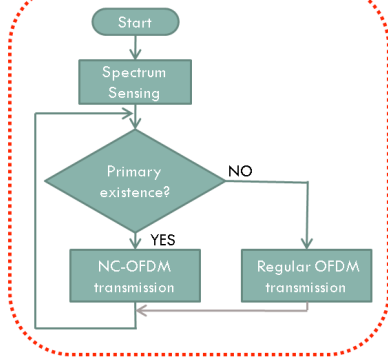 Start
Spectrum
Sensing
Primary
existence?
NO
YES
NC-OFDM
transmission
Regular OFDM
transmission